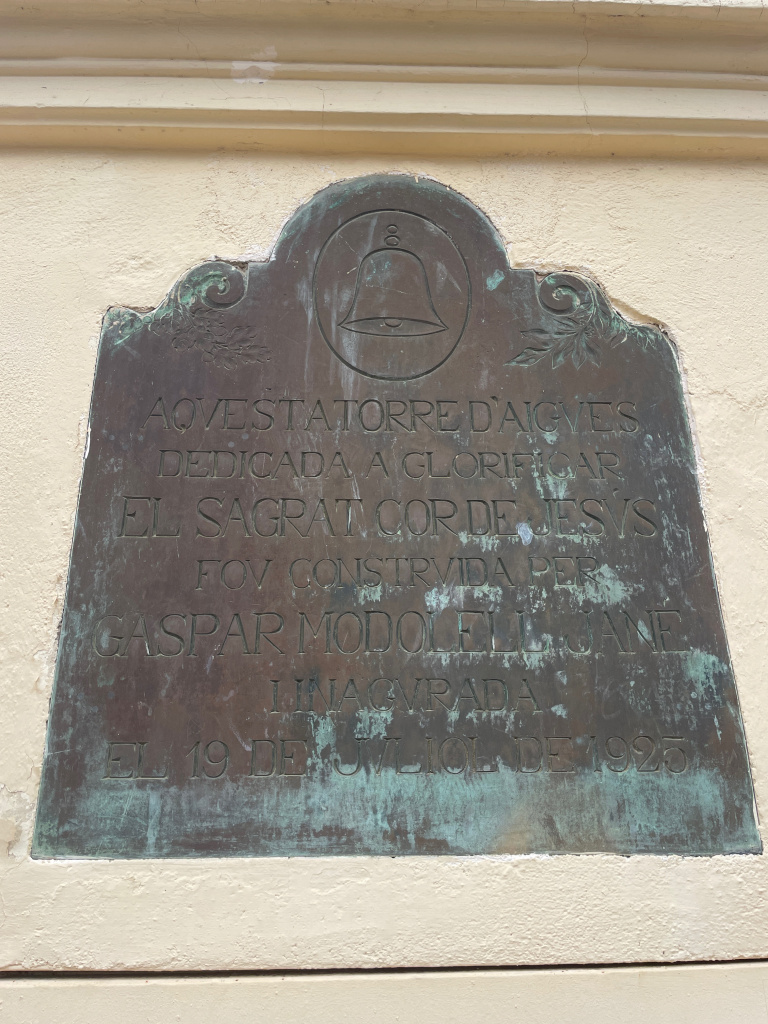 AQVESTA TORRE D'AIGVES
DEDICADA A GLORIFICAR
EL SAGRAT COR DE JESVS
FOV CONSTRVIDA PER
GASPAR MODOLELL JANE
I INAGVRADA
EL 19 DE JVLIOL DE 1925